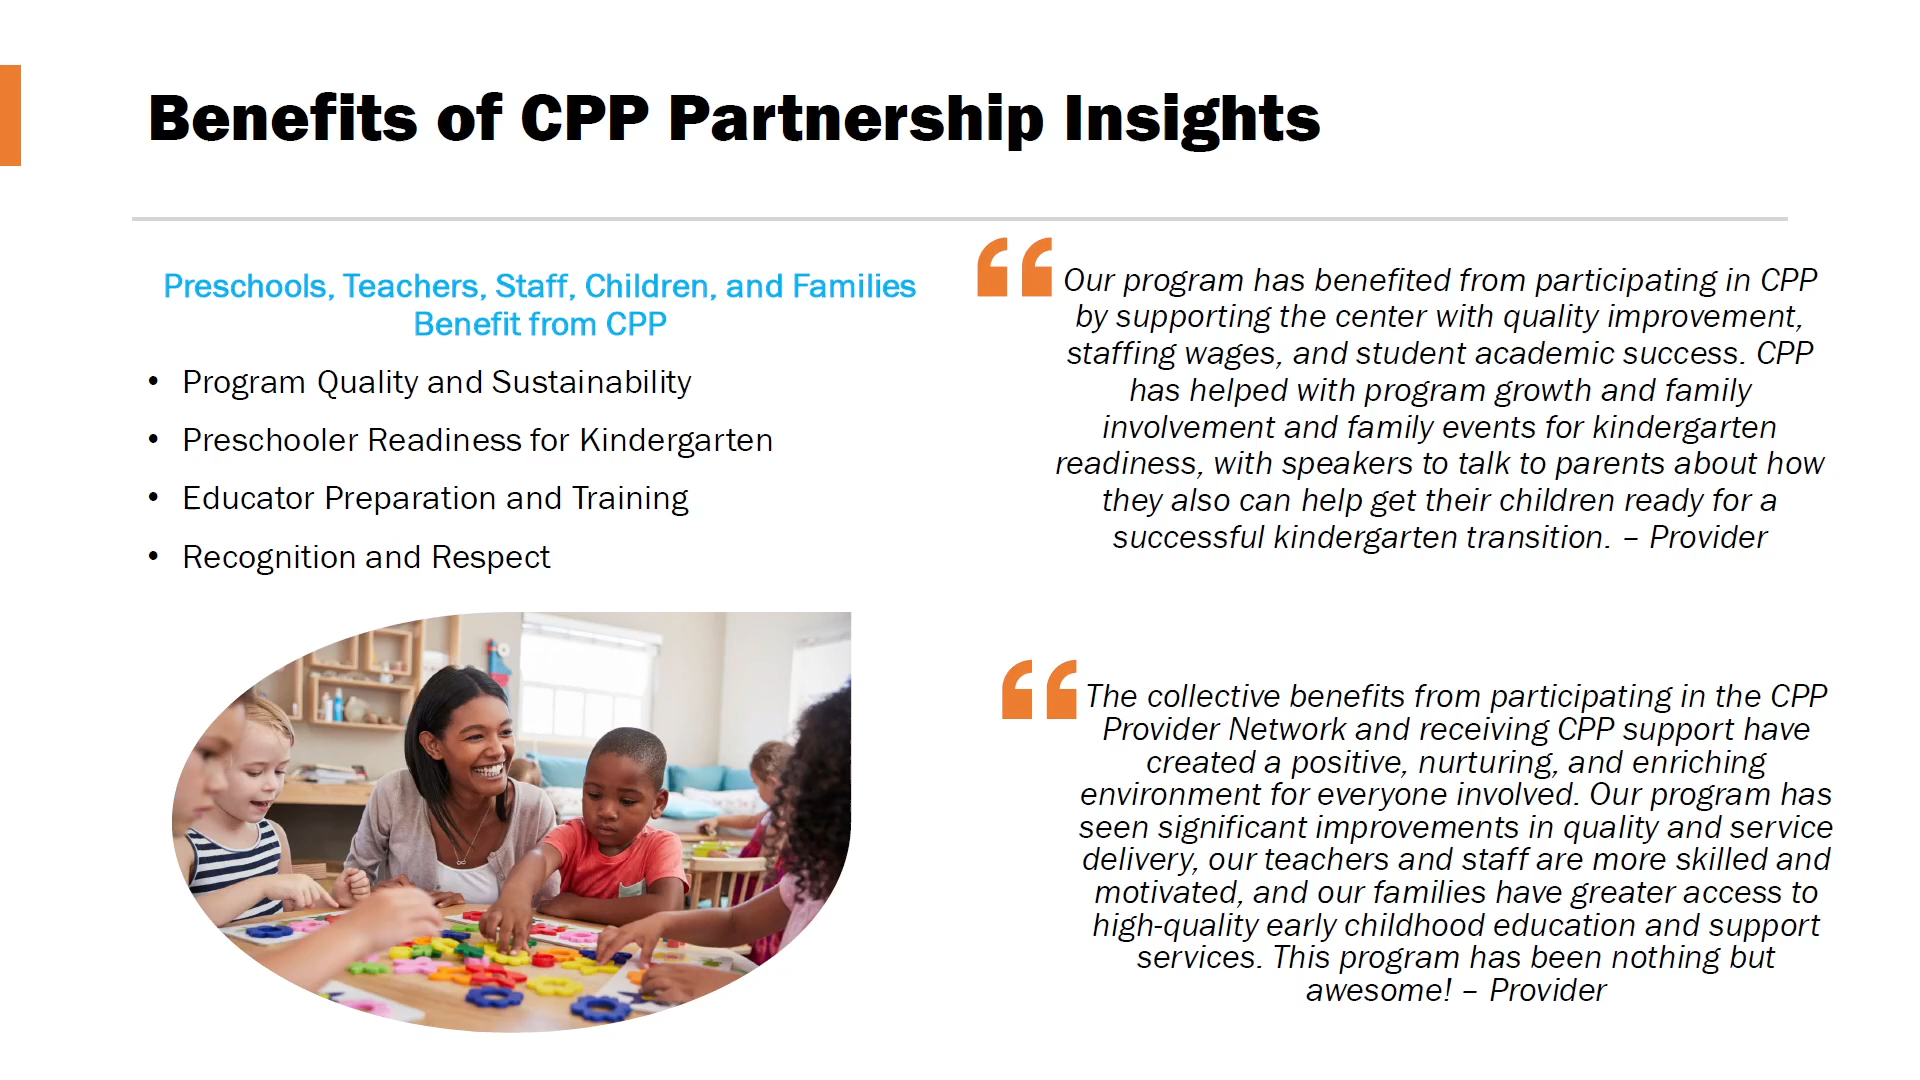 Benefits of CPP Partnership Insights
Preschools, Teachers, Staff, Children, and Families
Benefit from CPP
• Program Quality and Sustainability
• Preschooler Readiness for Kindergarten
• Educator Preparation and Training
• Recognition and Respect
“Our program has benefited from participating in CPP
by supporting the center with quality improvement,
staffing wages, and student academic success. CPP
has helped with program growth and family
involvement and family events for kindergarten
readiness, with speakers to talk to parents about how
they also can help get their children ready for a
successful kindergarten transition. – Provider
“The collective benefits from participating in the CPP
Provider Network and receiving CPP support have
created a positive, nurturing, and enriching
environment for everyone involved. Our program has
seen significant improvements in quality and service
delivery, our teachers and staff are more skilled and
motivated, and our families have greater access to
high-quality early childhood education and support
services. This program has been nothing but
awesome! – Provider